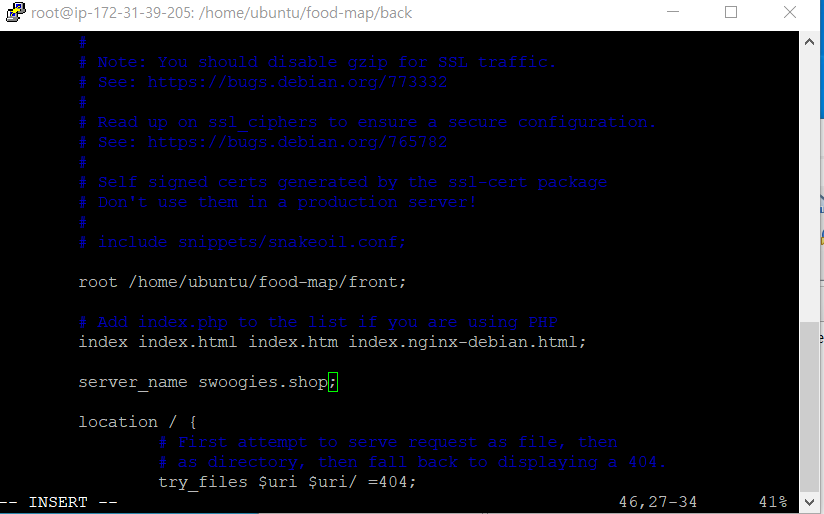 root@ip-172-31-39-205: /home/ubuntu/food-map/back
#
# Note: You should disable gzip for SSL traffic.
# See: https://bugs.debian.org/773332
#
# Read up on ssl_ciphers to ensure a secure configuration.
# See: https://bugs.debian.org/765782
#
# Self signed certs generated by the ssl-cert package
# Don't use them in a production server!
#
# include snippets/snakeoil.conf;
root /home/ubuntu/food-map/front;
# Add index.php to the list if you are using PHP
index index.html index.htm index.nginx-debian.html;
server_name swoogies.shop;
location / {
# First attempt to serve request as file, then
# as directory, then fall back to displaying a 404.
try_files $uri $uri/ =404;
-- INSERT -- 46,27-34 41%